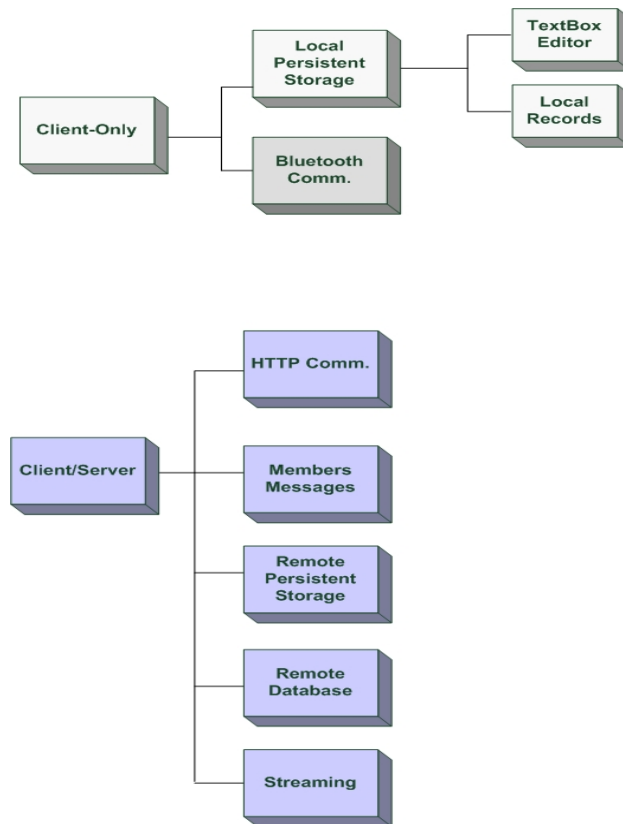 TextBox
Editor
Local
Persistent
Storage
Local
Records
Client-Only
Bluetooth
Comm.
HTTP Comm.
Client/Server
Members
Messages
Remote
Persistent
Storage
Remote
Database
Streaming